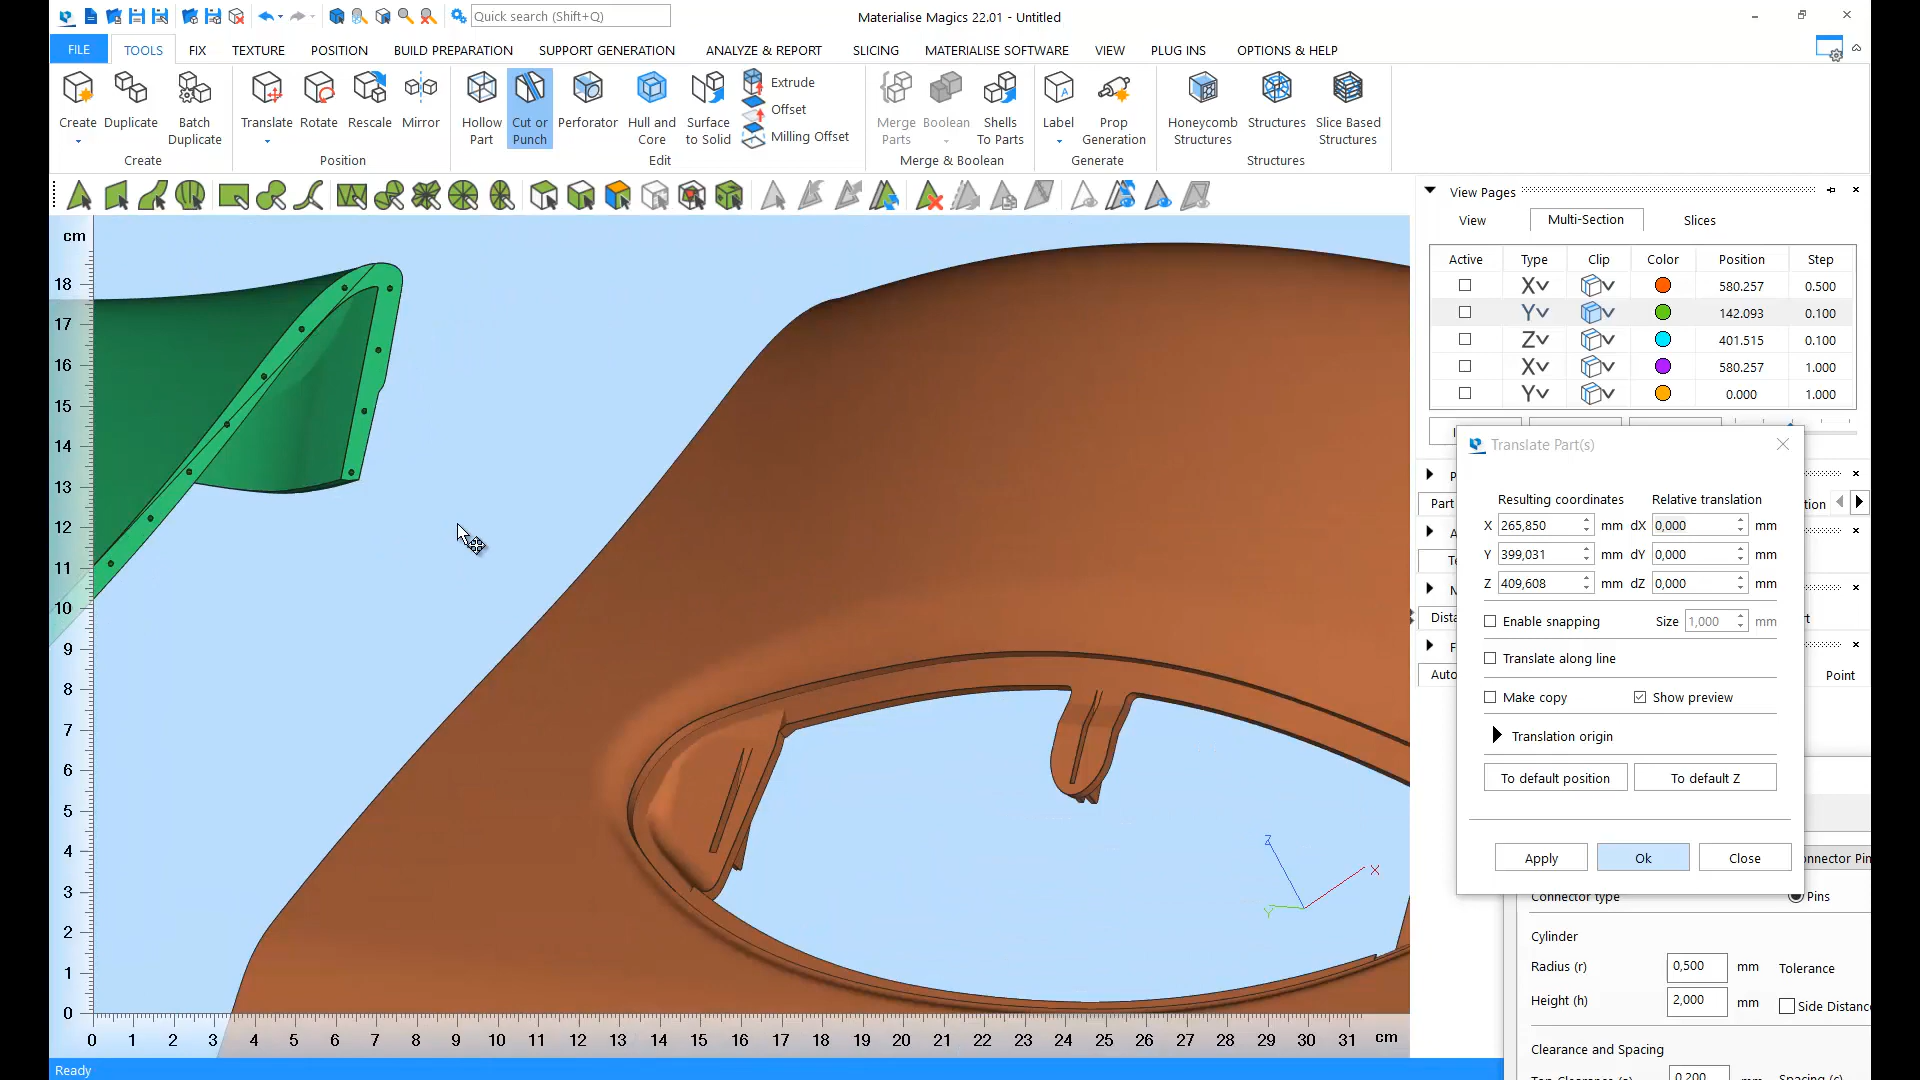 Quick search (Shift+Q)
Materialise Magics 22.01 - Untitled
FILE TOOLS FIX TEXTURE POSITION BUILD PREPARATION SUPPORT GENERATION ANALYZE & REPORT SLICING MATERIALISE SOFTWARE VIEW PLUG INS OPTIONS & HELP
Create Duplicate Batch Duplicate
Create
Translate Rotate Rescale Mirror
Position
Hollow Part Cut or Punch Perforator Hull and Core Surface to Solid
Extrude
Offset
Milling Offset
Edit
Merge Parts Boolean Shells To Parts
Merge & Boolean
Label Prop Generation
Generate
Honeycomb Structures Structures Slice Based Structures
Structures
View Pages
View Multi-Section Slices
Active Type Clip Color Position Step
X 580.257 0.500
Y 142.093 0.100
Z 401.515 0.100
X 580.257 1.000
Y 0.000 1.000
Translate Part(s)
Resulting coordinates Relative translation
X 265,850 mm dX 0,000 mm
Y 399,031 mm dY 0,000 mm
Z 409,608 mm dZ 0,000 mm
Enable snapping Size 1,000 mm
Translate along line
Make copy Show preview
Translation origin
To default position To default Z
Apply Ok Close
Part
Dista
Auto
Point
onnector Pin
Connector type Pins
Cylinder
Radius (r) 0,500 mm Tolerance
Height (h) 2,000 mm Side Distanc
Clearance and Spacing
0,200
cm
18
17
16
15
14
13
12
11
10
9
8
7
6
5
4
3
2
1
0
0 1 2 3 4 5 6 7 8 9 10 11 12 13 14 15 16 17 18 19 20 21 22 23 24 25 26 27 28 29 30 31 cm
Z
X
Y
Ready